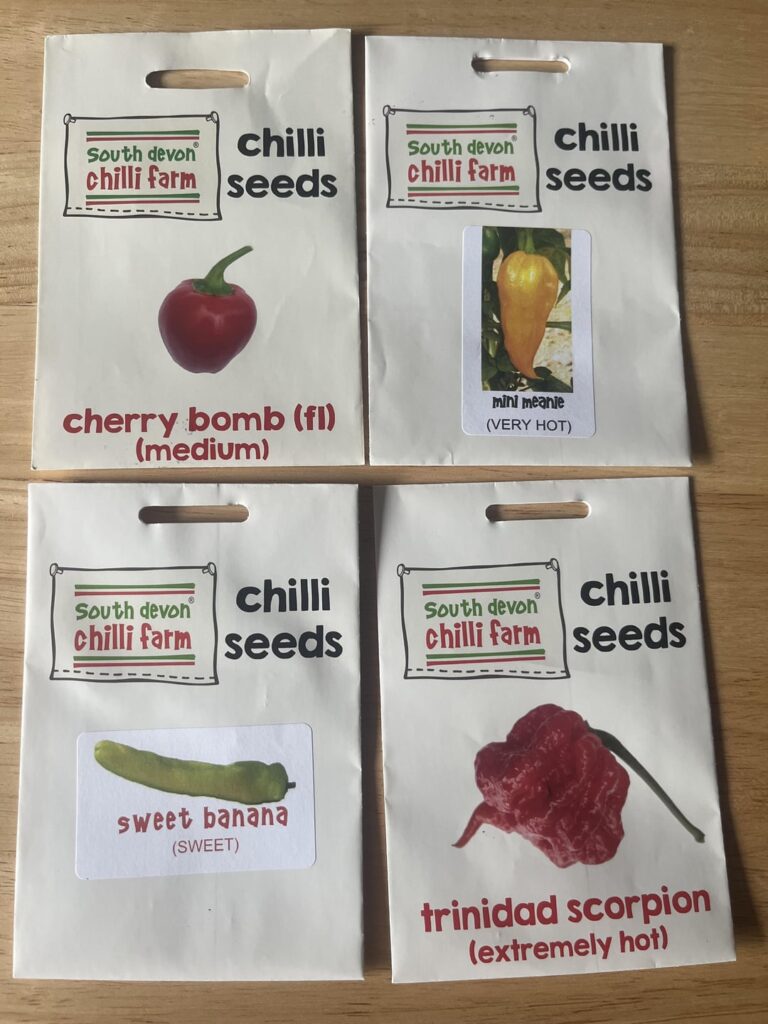 South devon®
chilli farm
chilli
seeds
cherry bomb (f1)
(medium)
South devon®
chilli farm
chilli
seeds
mini meanie
(VERY HOT)
South devon®
chilli farm
chilli
seeds
sweet banana
(SWEET)
South devon®
chilli farm
chilli
seeds
trinidad scorpion
(extremely hot)